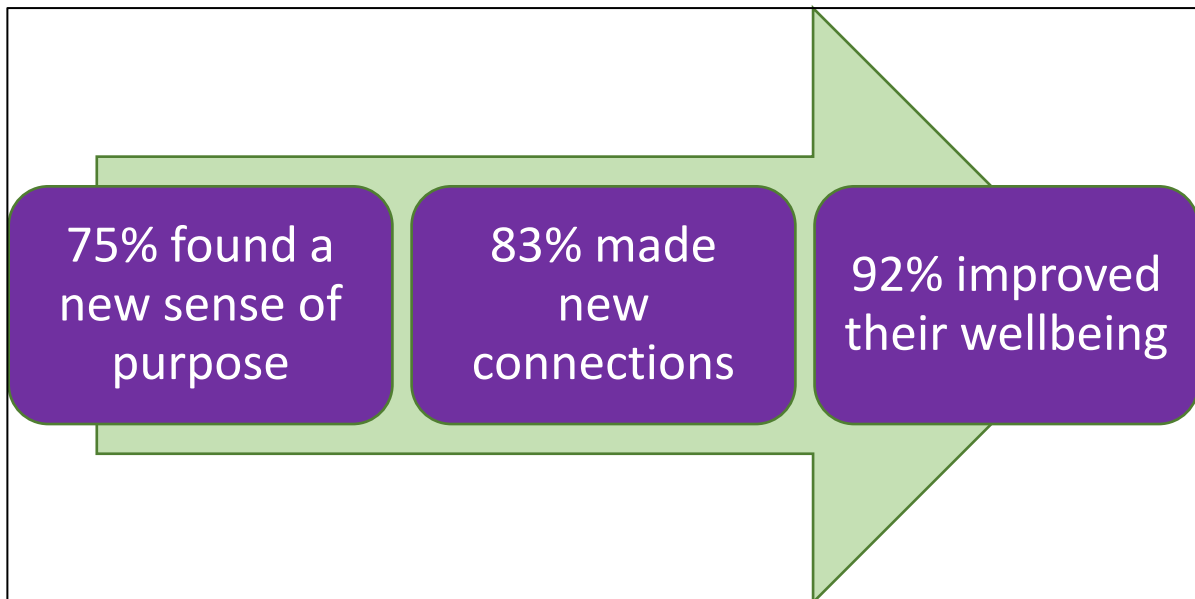 75% found a
new sense of
purpose
83% made
new
connections
92% improved
their wellbeing